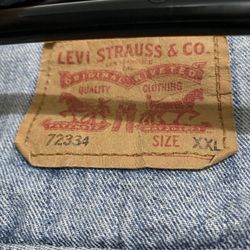 LEVI STRAUSS & CO.
ORIGINAL RIVETED
QUALITY CLOTHING
72334 SIZE XXL